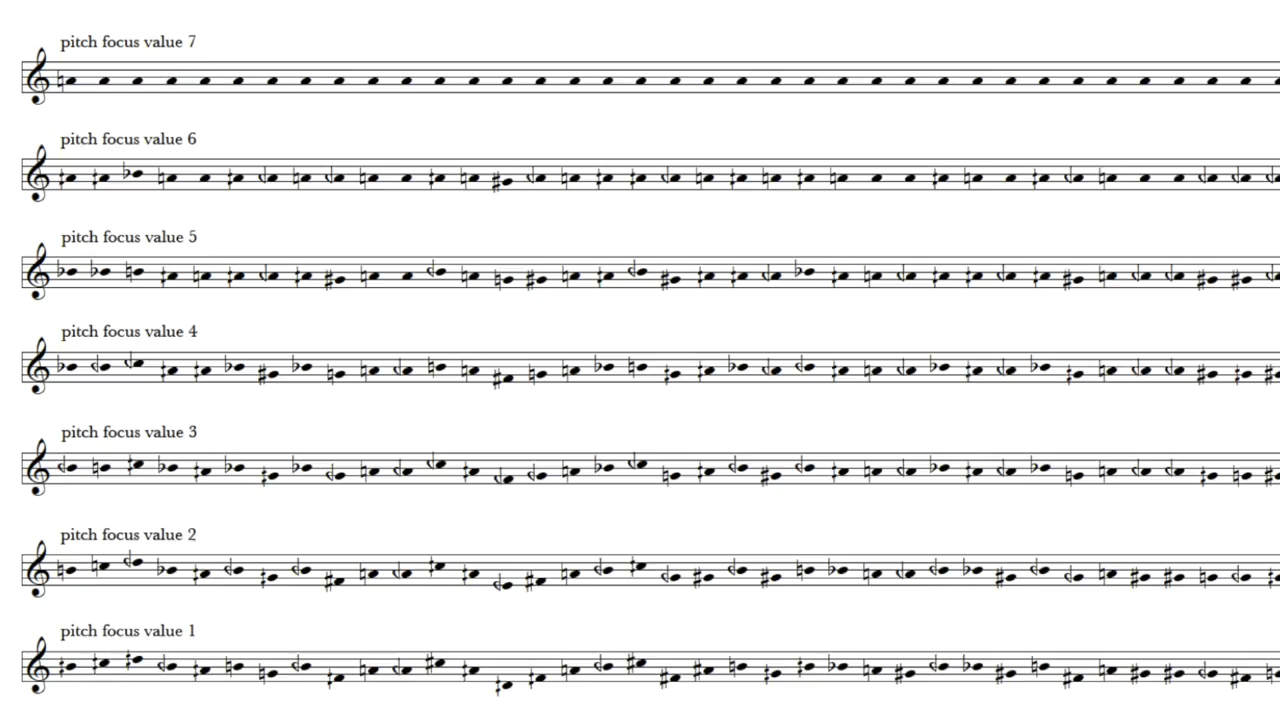 pitch focus value 7
pitch focus value 6
pitch focus value 5
pitch focus value 4
pitch focus value 3
pitch focus value 2
pitch focus value 1